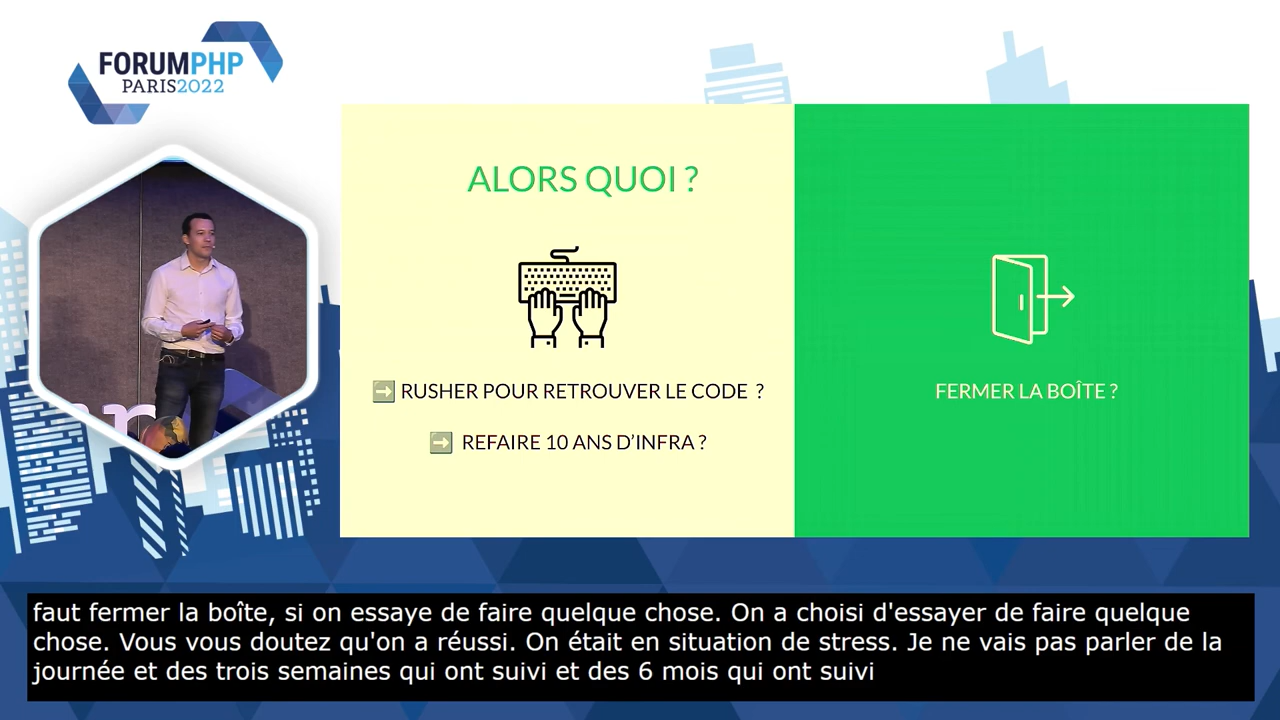 FORUMPHP
PARIS2022
ALORS QUOI ?
➡ RUSHER POUR RETROUVER LE CODE ?
➡ REFAIRE 10 ANS D’INFRA ?
FERMER LA BOÎTE ?
faut fermer la boîte, si on essaye de faire quelque chose. On a choisi d'essayer de faire quelque
chose. Vous vous doutez qu'on a réussi. On était en situation de stress. Je ne vais pas parler de la
journée et des trois semaines qui ont suivi et des 6 mois qui ont suivi